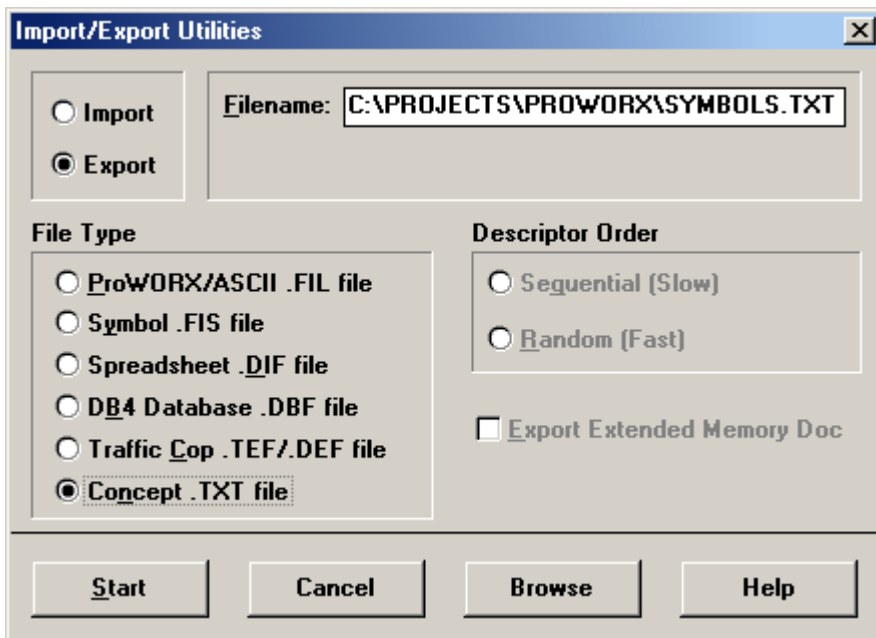 Import/Export Utilities
Import
Export
Filename: C:\PROJECTS\PROWORX\SYMBOLS.TXT
File Type
ProWORX/ASCII .FIL file
Symbol .FIS file
Spreadsheet .DIF file
DB4 Database .DBF file
Traffic Cop .TEF/.DEF file
Concept .TXT file
Descriptor Order
Sequential (Slow)
Random (Fast)
Export Extended Memory Doc
Start Cancel Browse Help